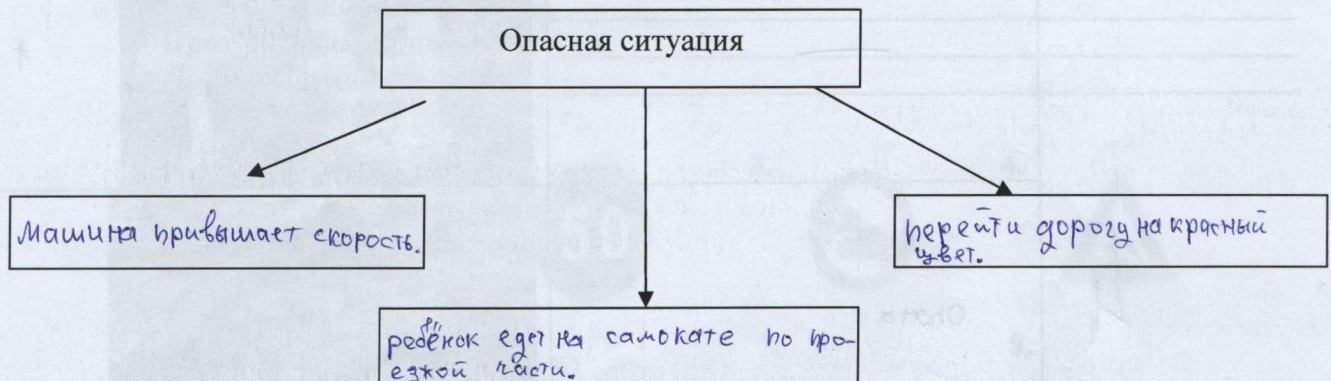 Опасная ситуация
Машина привышает скорость.
перейти дорогу на красный
цвет.
ребёнок едет на самокате по про-
езжой части.